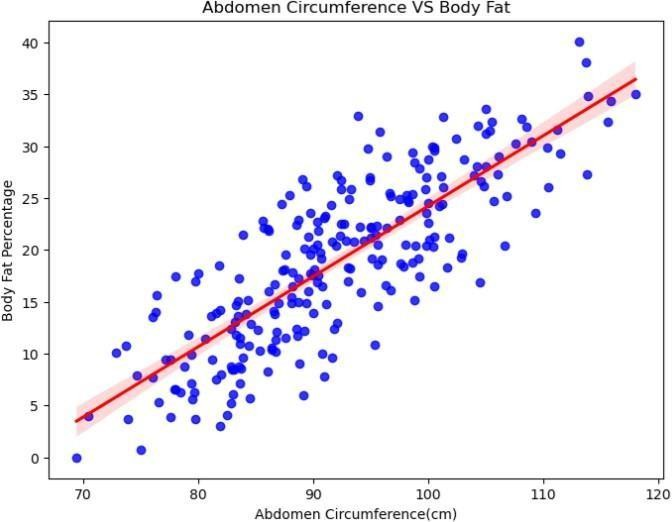 Abdomen Circumference VS Body Fat
Body Fat Percentage
40
35
30
25
20
15
10
5
0
70 80 90 100 110 120
Abdomen Circumference(cm)